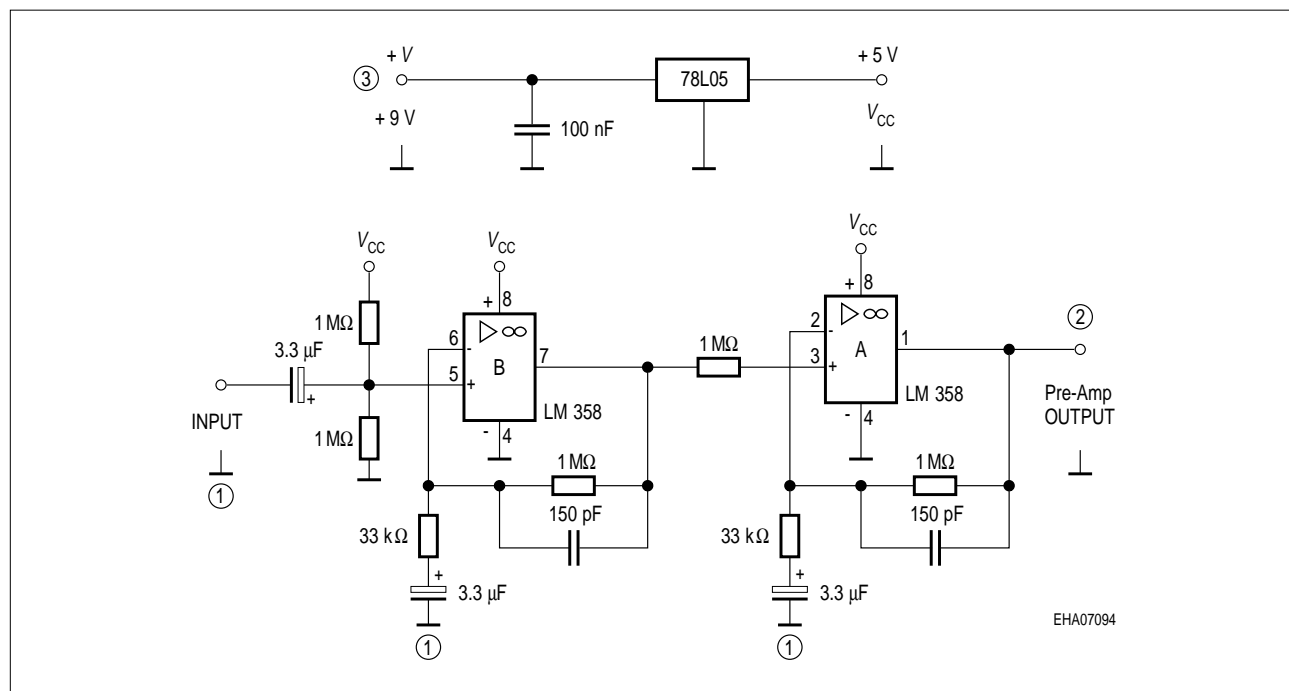 + V
③
78L05
+ 5 V
+ 9 V
100 nF
VCC
VCC
VCC
VCC
1 MΩ
3.3 µF
+
INPUT
①
1 MΩ
+ 8
6 -
5 +
B
7
- 4
LM 358
∞
1 MΩ
150 pF
33 kΩ
+
3.3 µF
①
1 MΩ
+ 8
2 -
3 +
∞
A
1
- 4
LM 358
②
Pre-Amp
OUTPUT
1 MΩ
150 pF
33 kΩ
+
3.3 µF
①
EHA07094